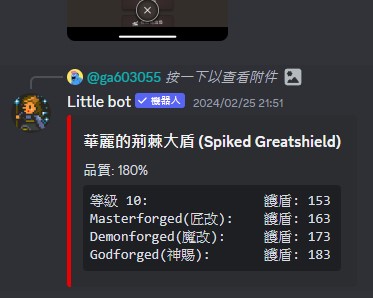 @ga603055 按一下以查看附件
Little bot ✓ 機器人 2024/02/25 21:51
華麗的荊棘大盾 (Spiked Greatshield)
品質: 180%
等級 10: 護盾: 153
Masterforged(匠改): 護盾: 163
Demonforged(魔改): 護盾: 173
Godforged(神賜): 護盾: 183